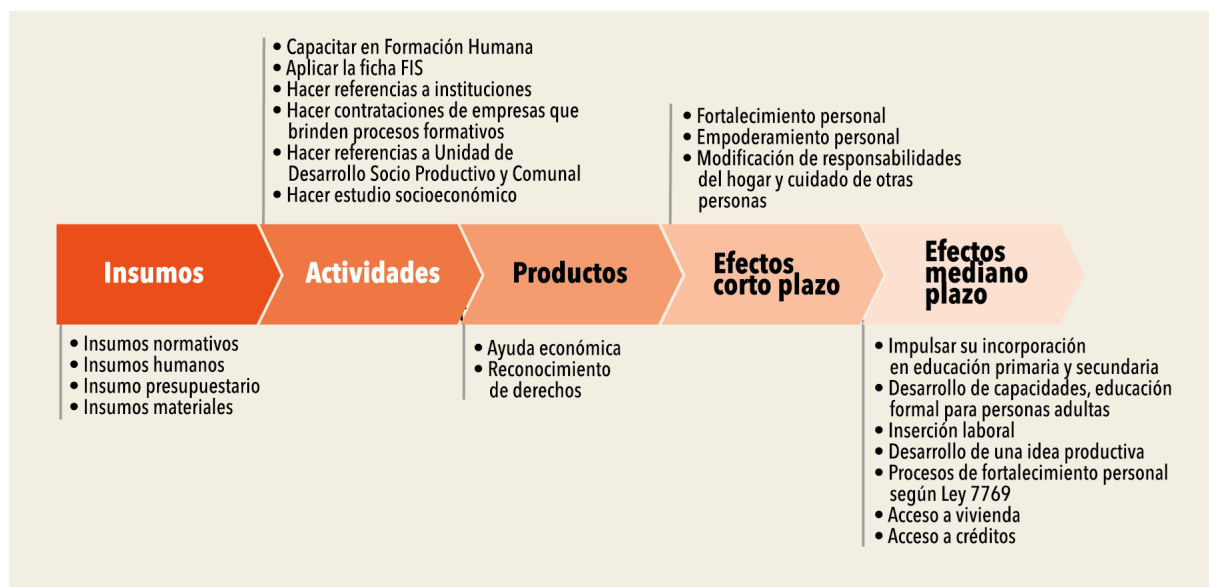 • Capacitar en Formación Humana
• Aplicar la ficha FIS
• Hacer referencias a instituciones
• Hacer contrataciones de empresas que
brinden procesos formativos
• Hacer referencias a Unidad de
Desarrollo Socio Productivo y Comunal
• Hacer estudio socioeconómico
• Fortalecimiento personal
• Empoderamiento personal
• Modificación de responsabilidades
del hogar y cuidado de otras
personas
Insumos
Actividades
Productos
Efectos
corto plazo
Efectos
mediano
plazo
• Insumos normativos
• Insumos humanos
• Insumo presupuestario
• Insumos materiales
• Ayuda económica
• Reconocimiento
de derechos
• Impulsar su incorporación
en educación primaria y secundaria
• Desarrollo de capacidades, educación
formal para personas adultas
• Inserción laboral
• Desarrollo de una idea productiva
• Procesos de fortalecimiento personal
según Ley 7769
• Acceso a vivienda
• Acceso a créditos